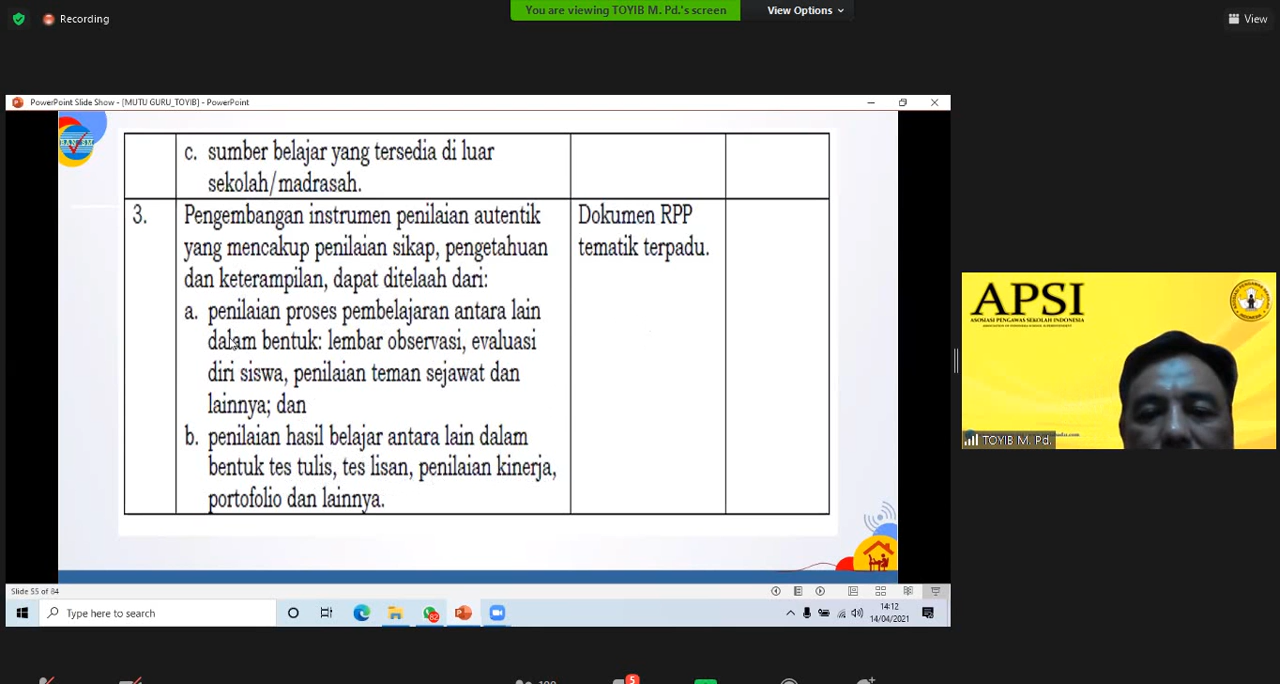 You are viewing TOYIB M. Pd.'s screen
View Options
Recording
View
PowerPoint Slide Show - [MUTU GURU_TOYIB] - PowerPoint
c. sumber belajar yang tersedia di luar
sekolah/madrasah.
3. Pengembangan instrumen penilaian autentik
yang mencakup penilaian sikap, pengetahuan
dan keterampilan, dapat ditelaah dari:
a. penilaian proses pembelajaran antara lain
dalam bentuk: lembar observasi, evaluasi
diri siswa, penilaian teman sejawat dan
lainnya; dan
b. penilaian hasil belajar antara lain dalam
bentuk tes tulis, tes lisan, penilaian kinerja,
portofolio dan lainnya.
Dokumen RPP
tematik terpadu.
APSI
ASOSIASI PENGAWAS SEKOLAH INDONESIA
TOYIB M. Pd.
Slide 55 of 84
Type here to search
62
14:12
14/04/2021
5